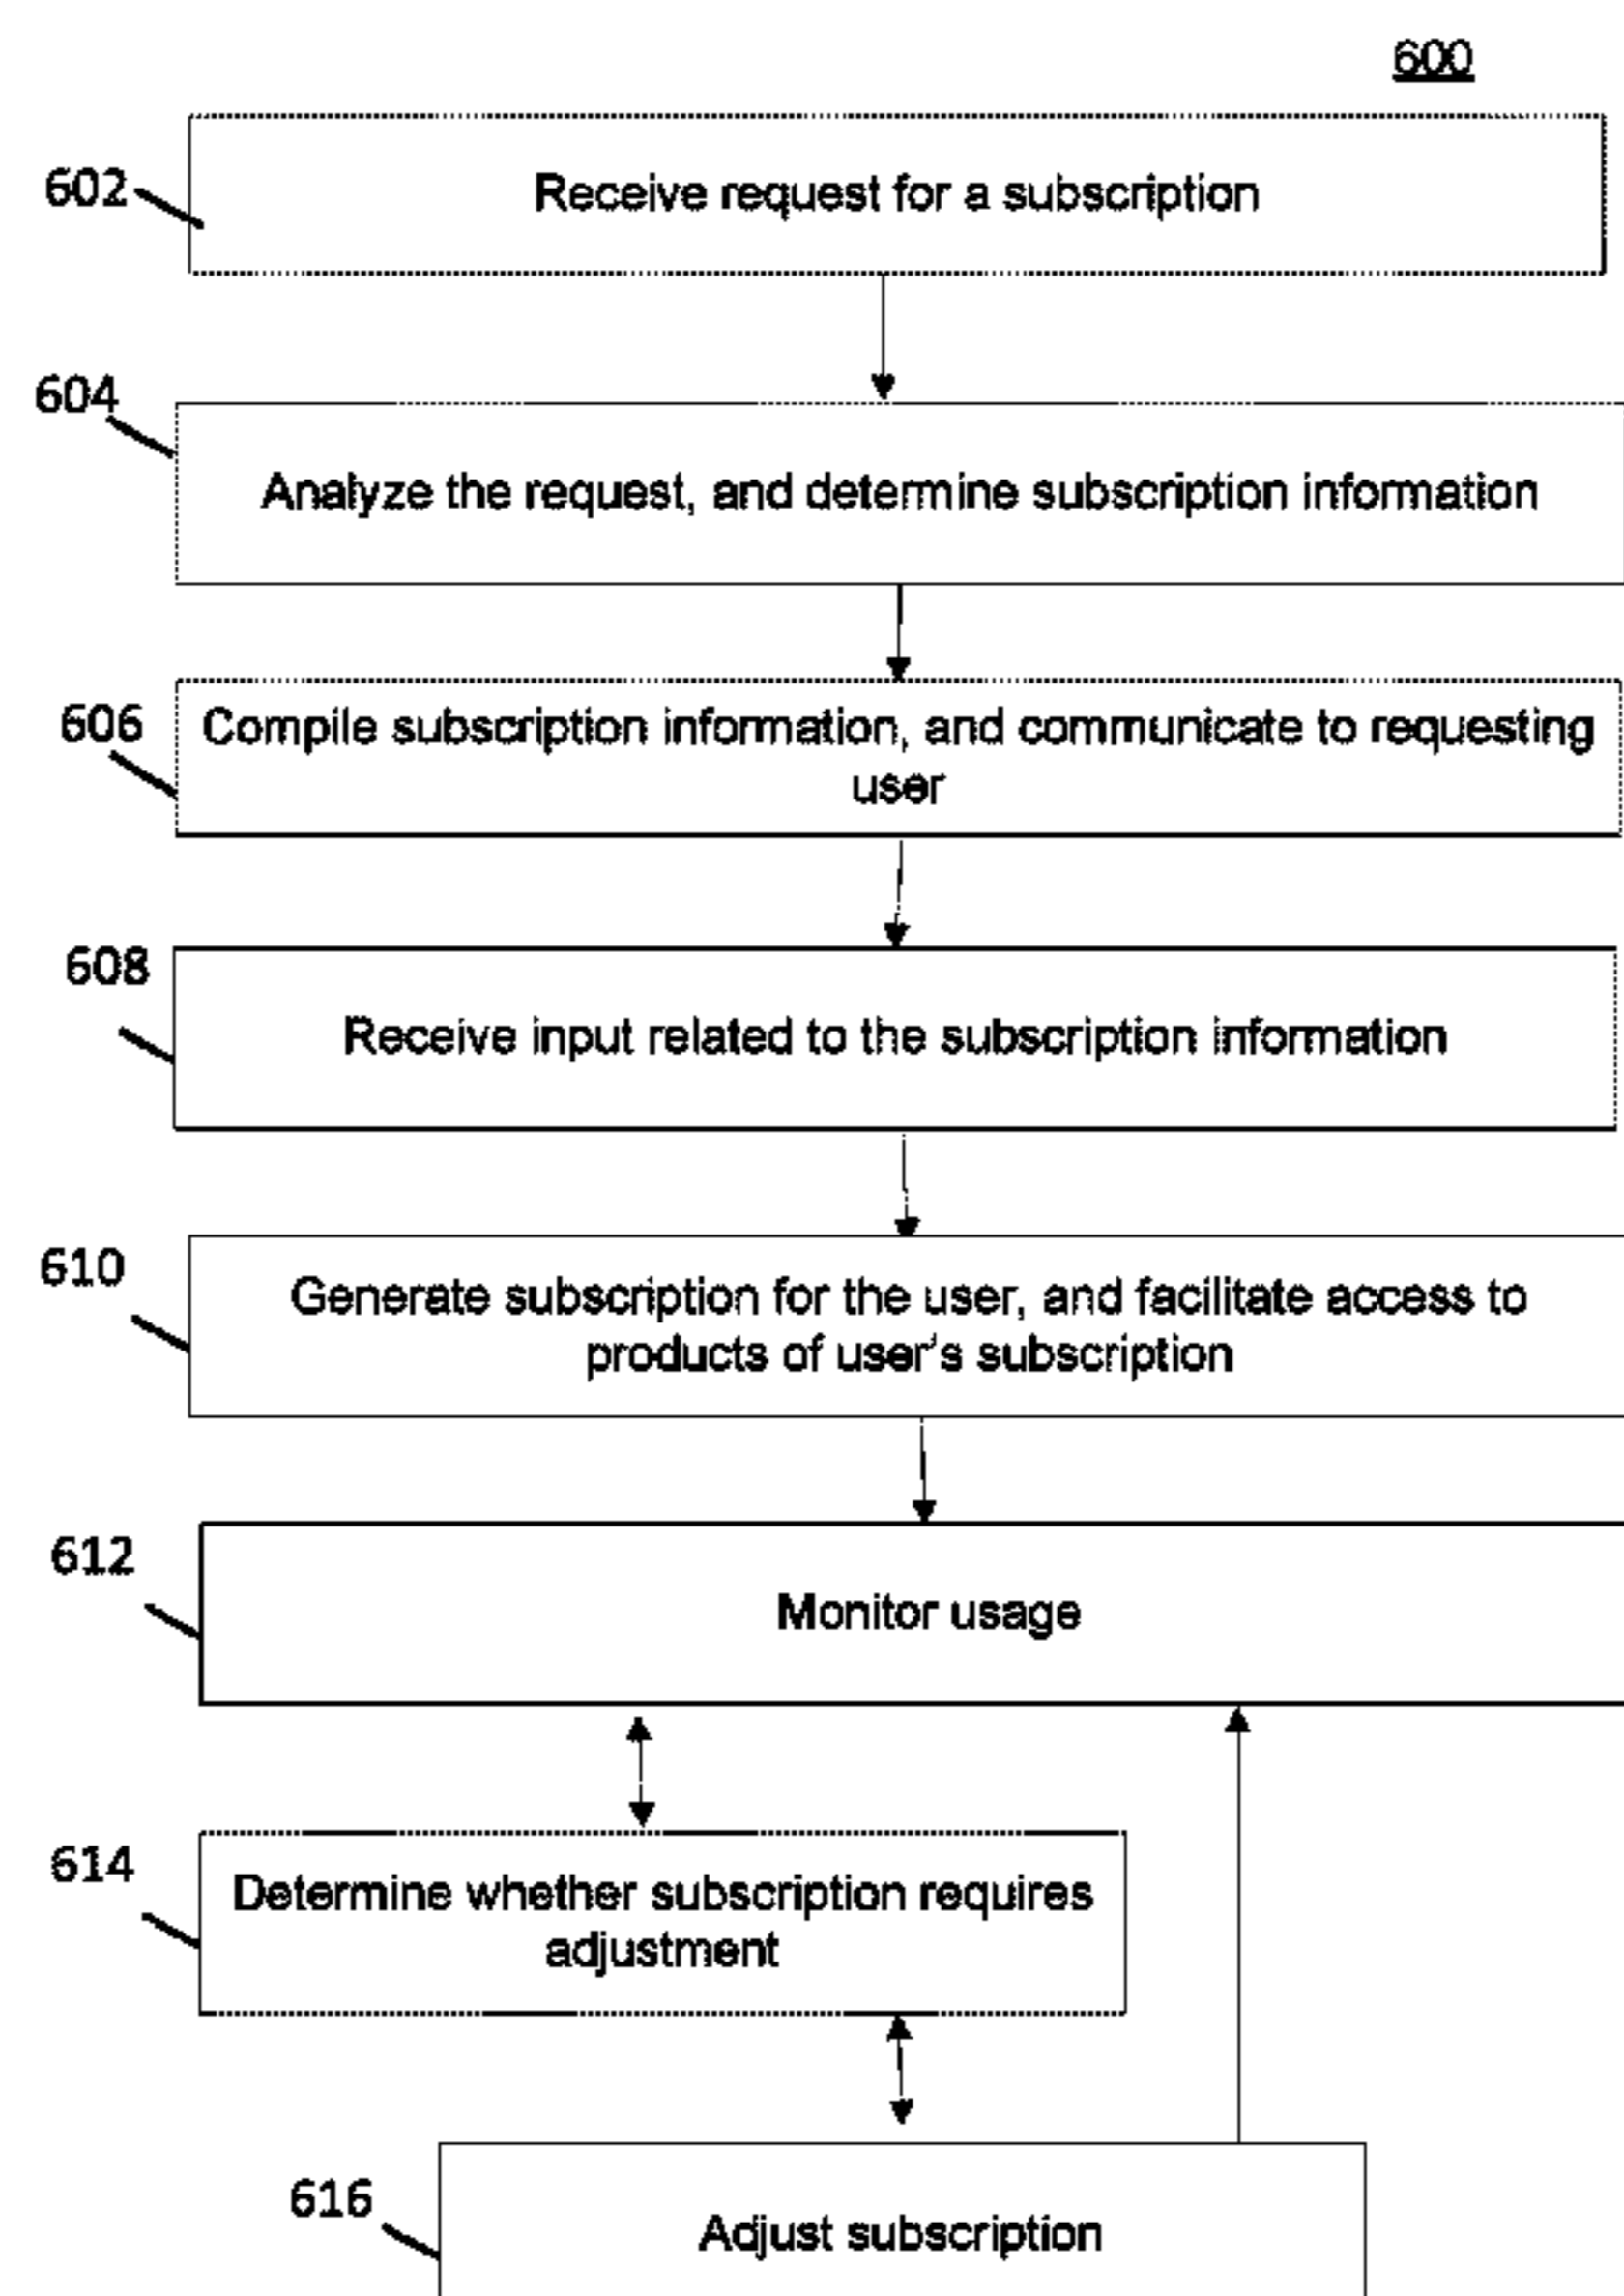 600
602
Receive request for a subscription
604
Analyze the request, and determine subscription information
606
Compile subscription information, and communicate to requesting
user
608
Receive input related to the subscription information
610
Generate subscription for the user, and facilitate access to
products of user's subscription
612
Monitor usage
614
Determine whether subscription requires
adjustment
616
Adjust subscription